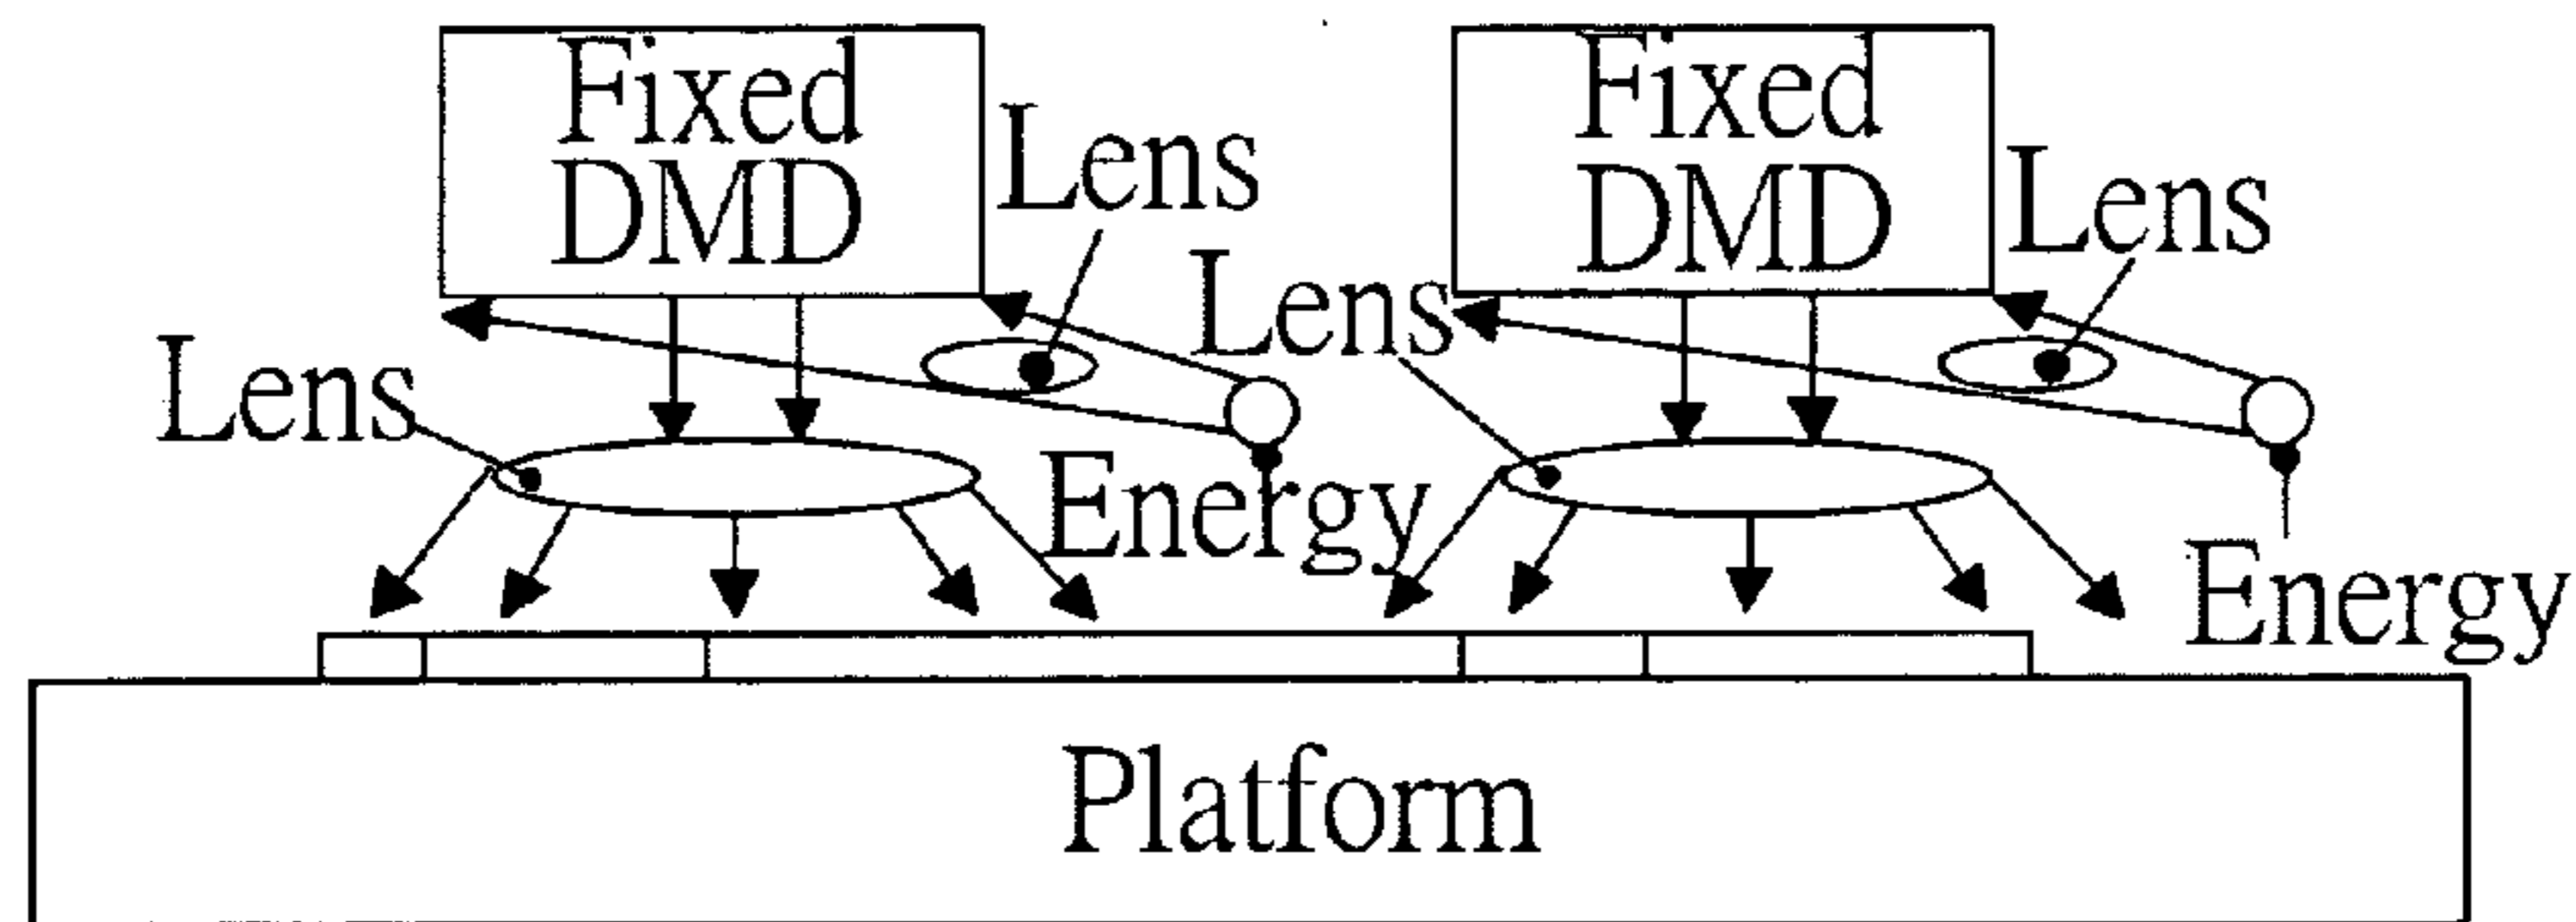 Fixed
DMD
Lens
Lens
Energy
Fixed
DMD
Lens
Lens
Energy
Platform